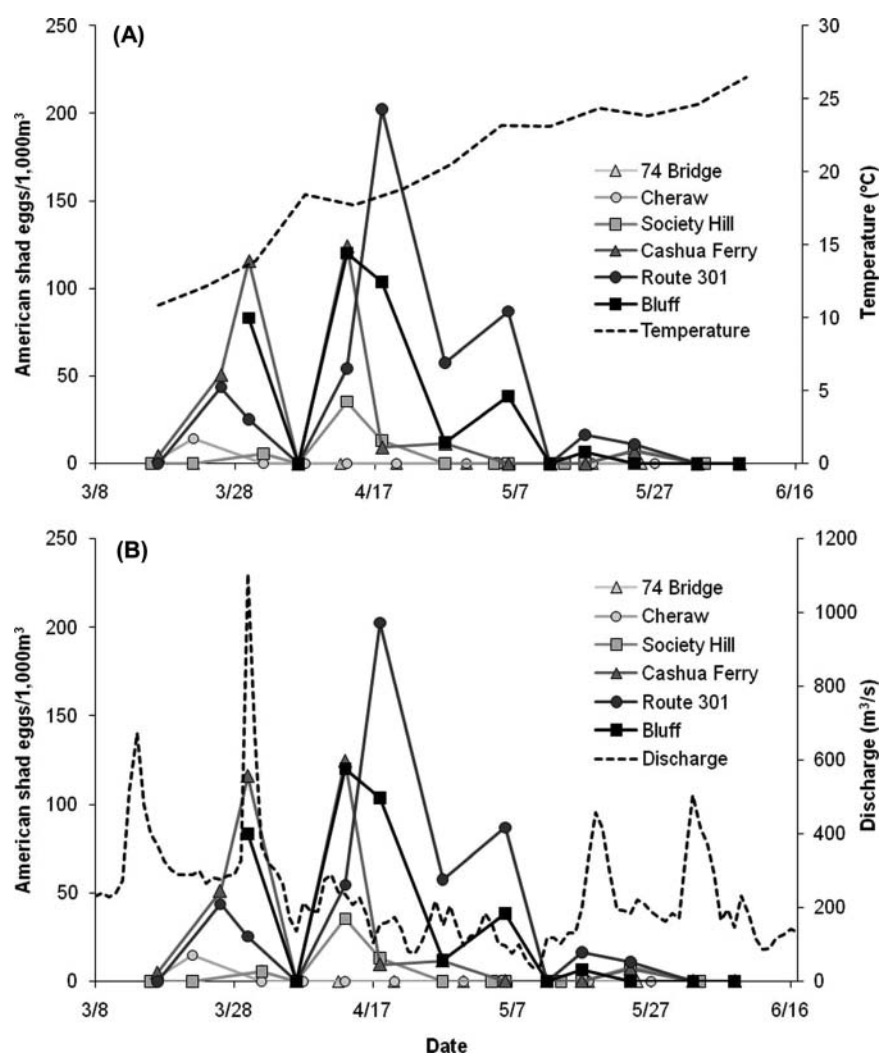 (A)
American shad eggs/1,000m³
250
200
150
100
50
0
30
25
20
15
10
5
0
Temperature (°C)
74 Bridge
Cheraw
Society Hill
Cashua Ferry
Route 301
Bluff
Temperature
3/8
3/28
4/17
5/7
5/27
6/16
(B)
American shad eggs/1,000m³
250
200
150
100
50
0
1200
1000
800
600
400
200
0
Discharge (m³/s)
74 Bridge
Cheraw
Society Hill
Cashua Ferry
Route 301
Bluff
Discharge
3/8
3/28
4/17
5/7
5/27
6/16
Date